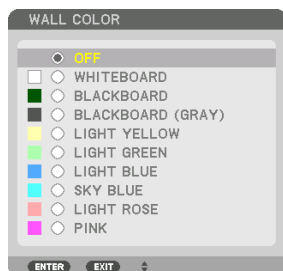 WALL COLOR
OFF
WHITEBOARD
BLACKBOARD
BLACKBOARD (GRAY)
LIGHT YELLOW
LIGHT GREEN
LIGHT BLUE
SKY BLUE
LIGHT ROSE
PINK
ENTER EXIT